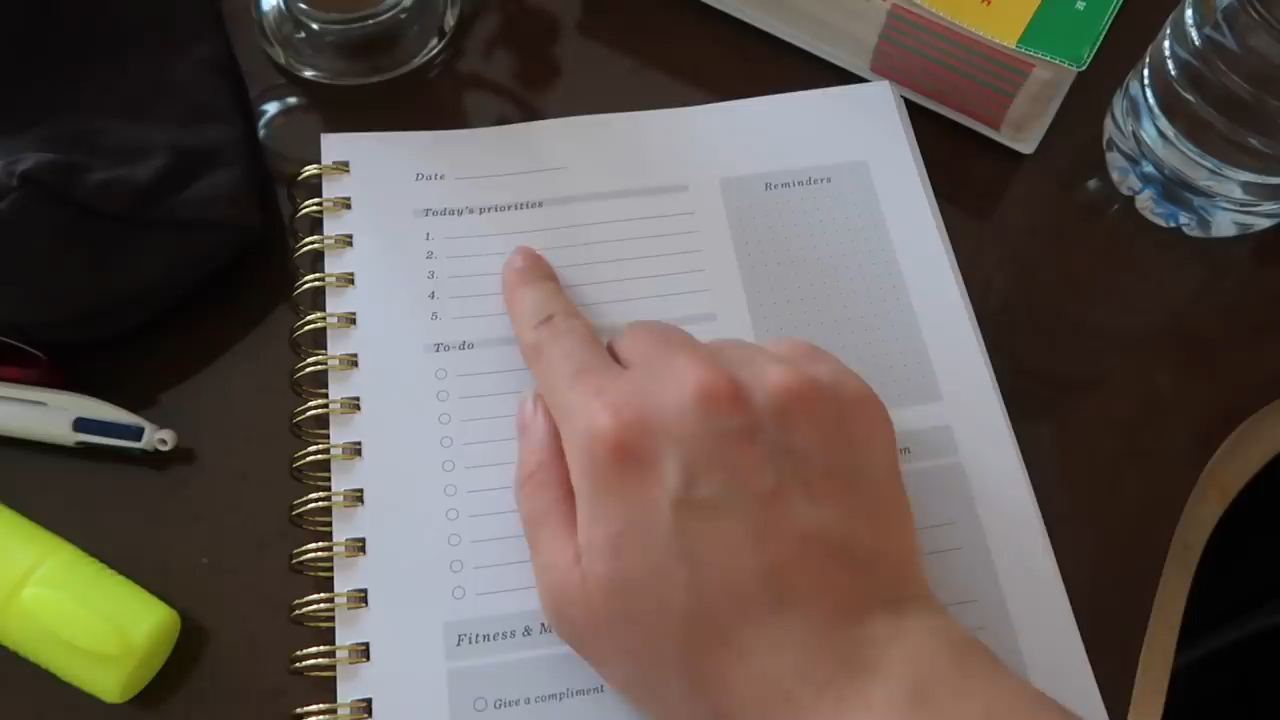 Date
Today's priorities
1.
2.
3.
4.
5.
Reminders
To-do
Fitness & M
Give a compliment